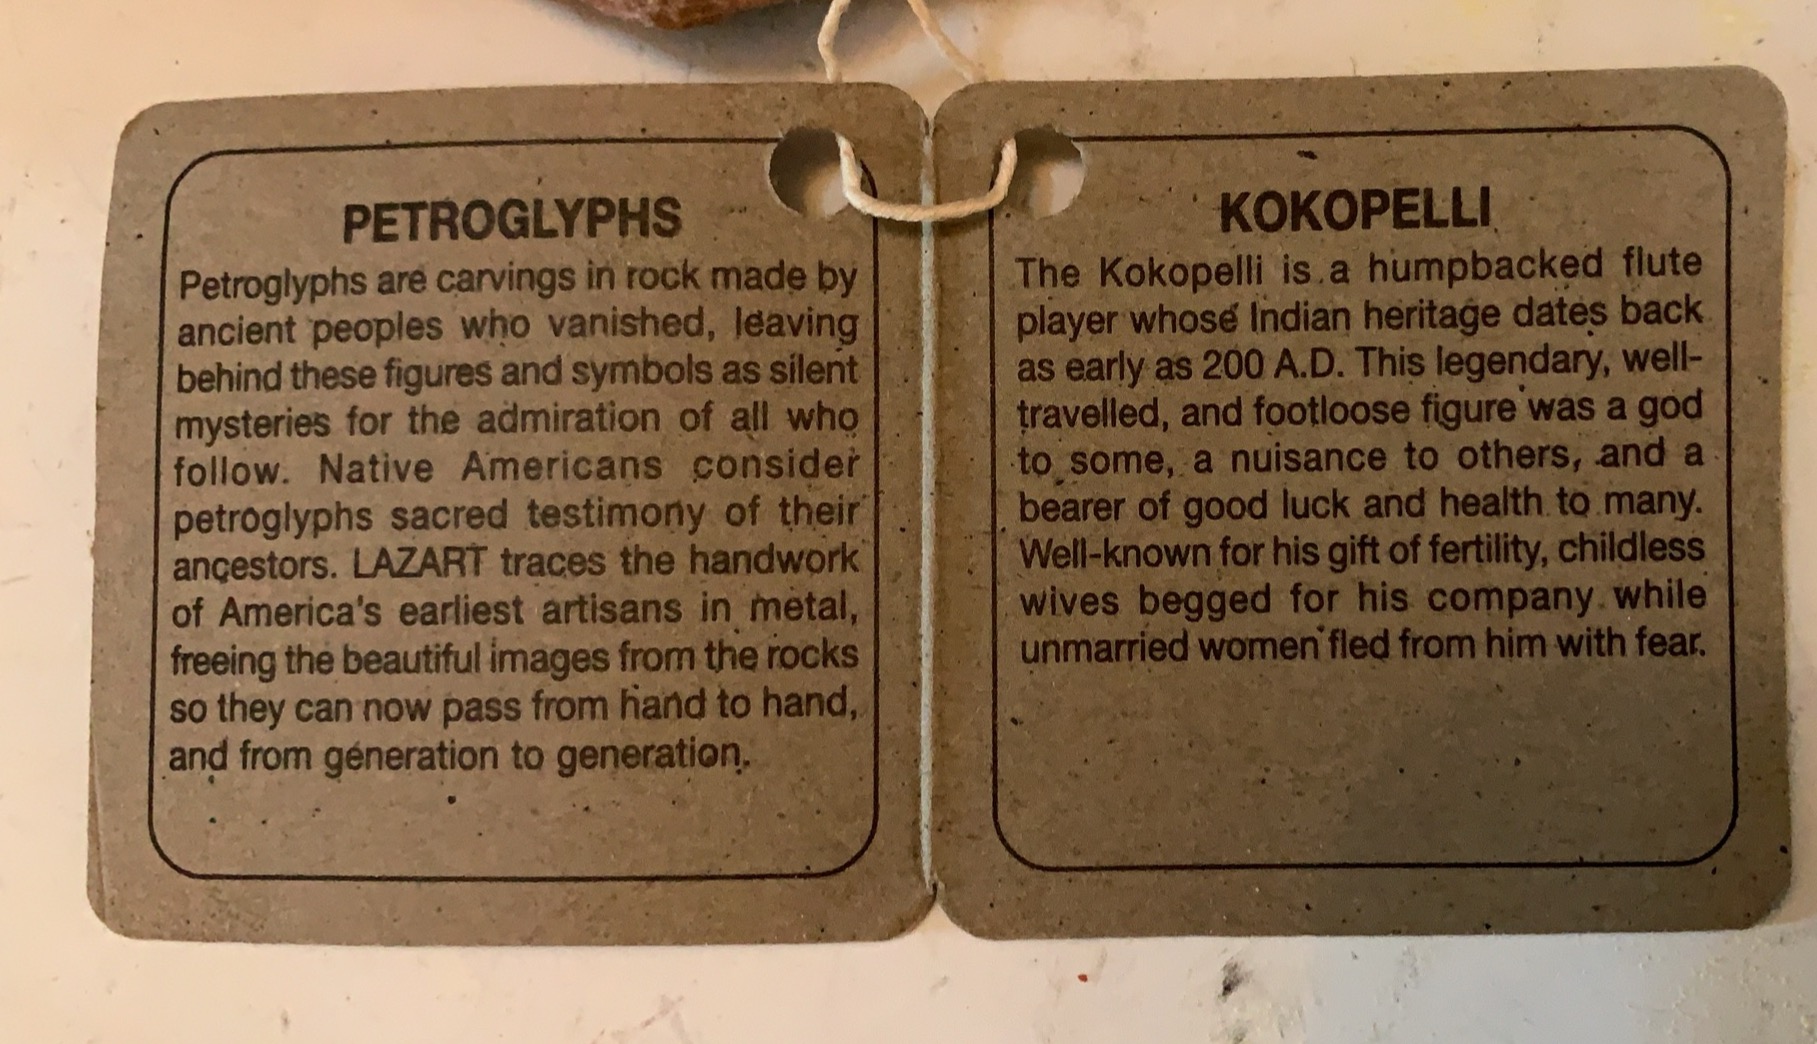 PETROGLYPHS
Petroglyphs are carvings in rock made by
ancient peoples who vanished, leaving
behind these figures and symbols as silent
mysteries for the admiration of all who
follow. Native Americans consider
petroglyphs sacred testimony of their
ancestors. LAZART traces the handwork
of America's earliest artisans in metal,
freeing the beautiful images from the rocks
so they can now pass from hand to hand,
and from generation to generation.
KOKOPELLI
The Kokopelli is a humpbacked flute
player whose Indian heritage dates back
as early as 200 A.D. This legendary, well-
travelled, and footloose figure was a god
to some, a nuisance to others, and a
bearer of good luck and health to many.
Well-known for his gift of fertility, childless
wives begged for his company while
unmarried women fled from him with fear.